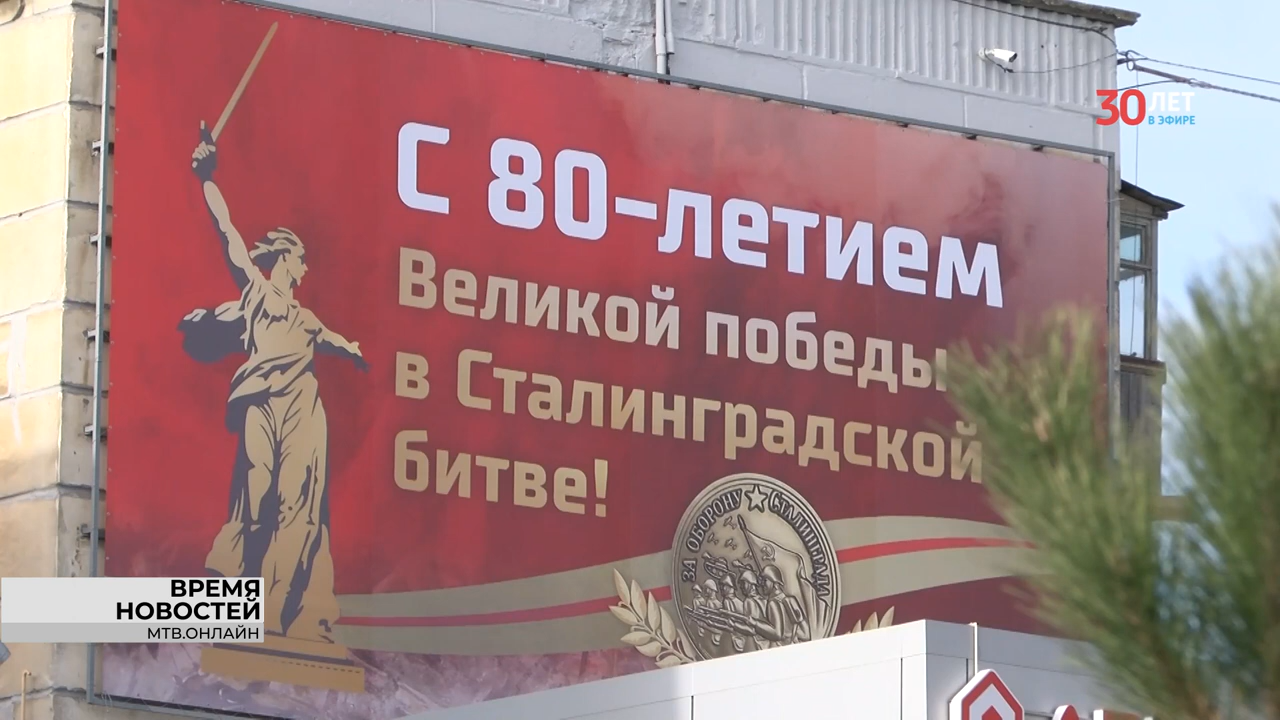 30 ЛЕТ
В ЭФИРЕ
С 80-летием
Великой победы
в Сталинградской
битве!
ЗА ОБОРОНУ СТАЛИНГРАДА
ВРЕМЯ
НОВОСТЕЙ
МТВ.ОНЛАЙН